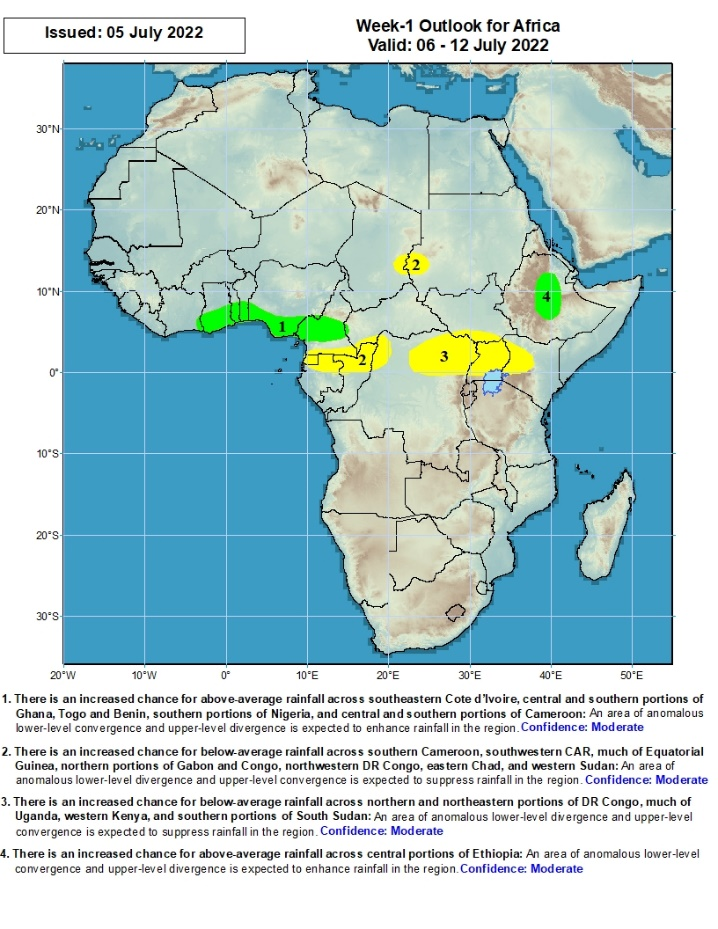 Issued: 05 July 2022
Week-1 Outlook for Africa
Valid: 06 - 12 July 2022
30°N
20°N
10°N
0°
10°S
20°S
30°S
2
4
1
2
3
20°W
10°W
0°
10°E
20°E
30°E
40°E
50°E
1. There is an increased chance for above-average rainfall across southeastern Cote d'Ivoire, central and southern portions of
Ghana, Togo and Benin, southern portions of Nigeria, and central and southern portions of Cameroon: An area of anomalous
lower-level convergence and upper-level divergence is expected to enhance rainfall in the region. Confidence: Moderate
2. There is an increased chance for below-average rainfall across southern Cameroon, southwestern CAR, much of Equatorial
Guinea, northern portions of Gabon and Congo, northwestern DR Congo, eastern Chad, and western Sudan: An area of
anomalous lower-level divergence and upper-level convergence is expected to suppress rainfall in the region. Confidence: Moderate
3. There is an increased chance for below-average rainfall across northern and northeastern portions of DR Congo, much of
Uganda, western Kenya, and southern portions of South Sudan: An area of anomalous lower-level divergence and upper-level
convergence is expected to suppress rainfall in the region. Confidence: Moderate
4. There is an increased chance for above-average rainfall across central portions of Ethiopia: An area of anomalous lower-level
convergence and upper-level divergence is expected to enhance rainfall in the region. Confidence: Moderate